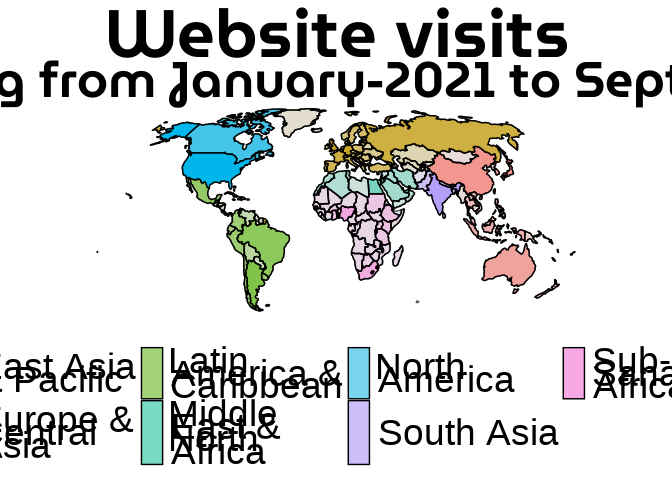 Website visits
g from January-2021 to Sept
East Asia
Pacific
Latin
America &
Caribbean
North
America
Sub-
Africa
Europe &
Central
Asia
Middle
East &
North
Africa
South Asia